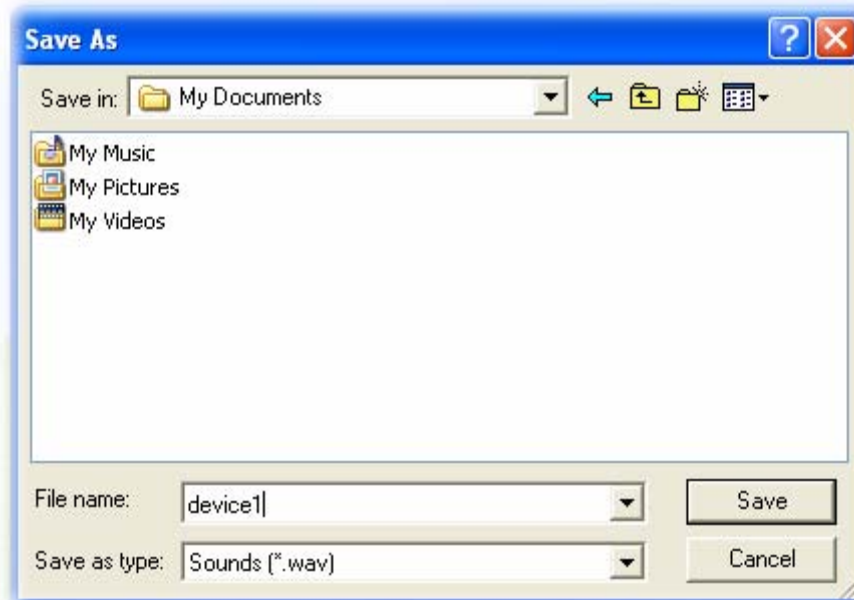 Save As
Save in: My Documents
My Music
My Pictures
My Videos
File name: device1 Save
Save as type: Sounds (*.wav) Cancel